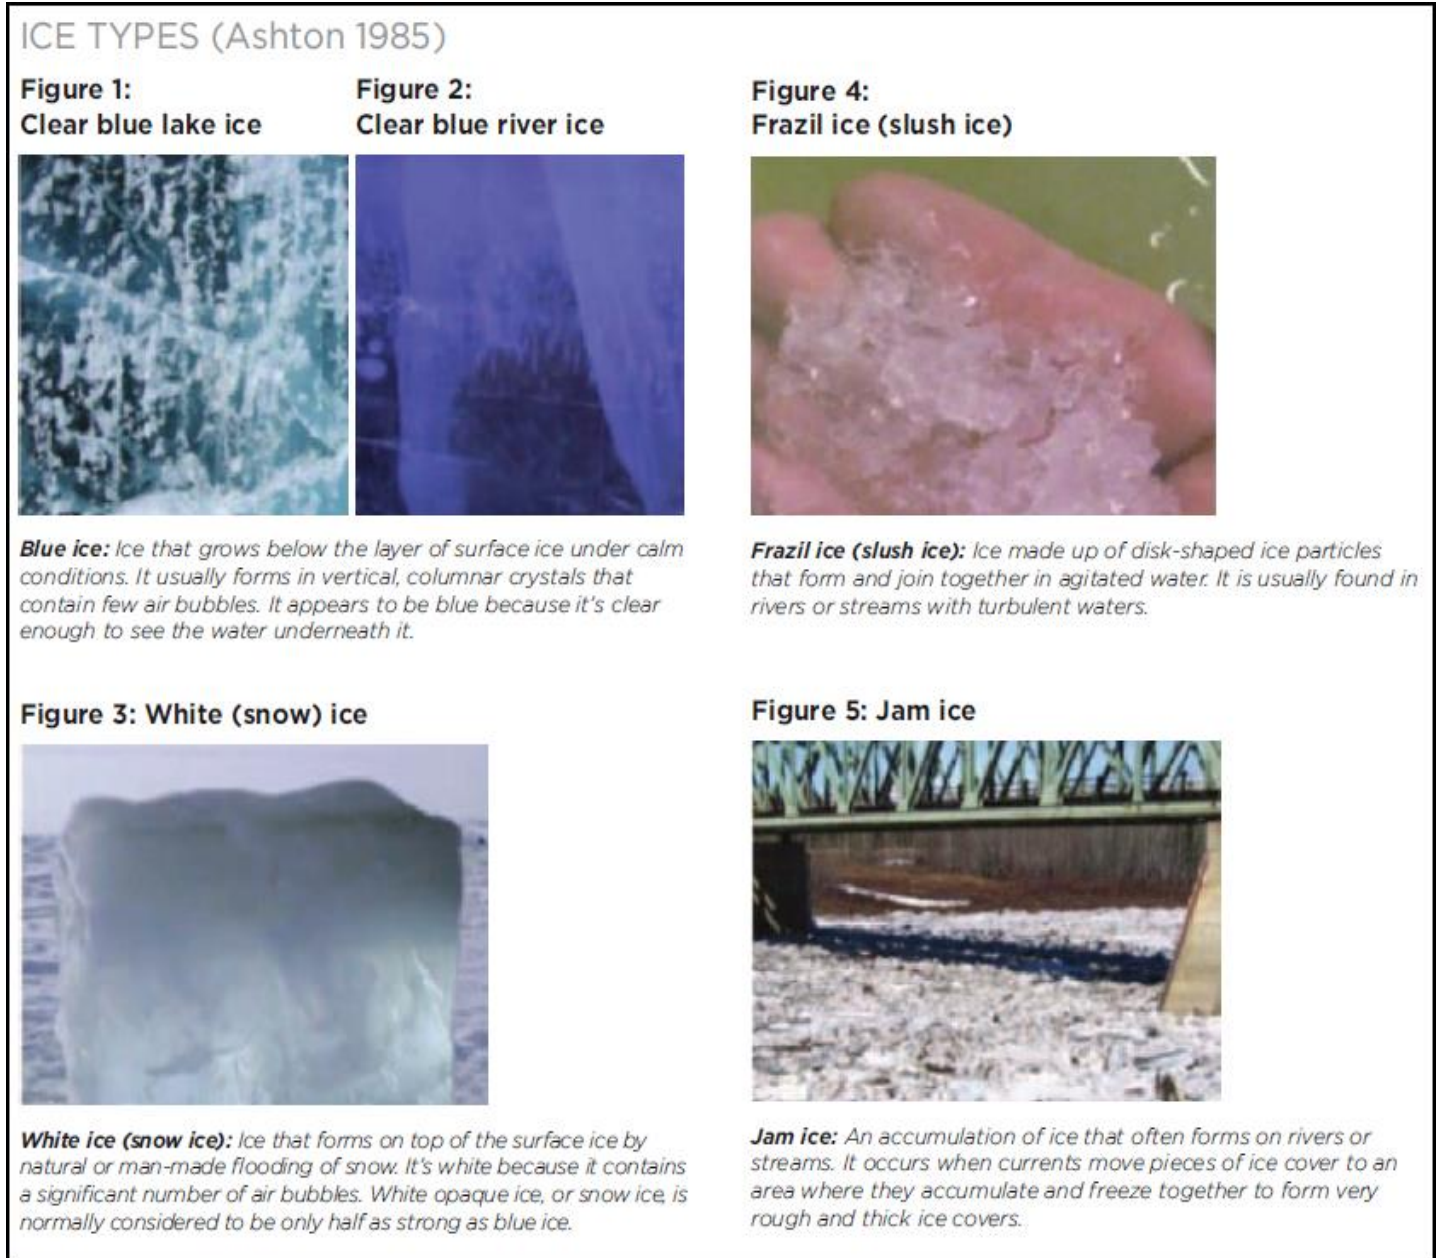 ICE TYPES (Ashton 1985)
Figure 1:
Clear blue lake ice
Figure 2:
Clear blue river ice
Blue ice: Ice that grows below the layer of surface ice under calm
conditions. It usually forms in vertical, columnar crystals that
contain few air bubbles. It appears to be blue because it's clear
enough to see the water underneath it.
Figure 3: White (snow) ice
White ice (snow ice): Ice that forms on top of the surface ice by
natural or man-made flooding of snow. It's white because it contains
a significant number of air bubbles. White opaque ice, or snow ice, is
normally considered to be only half as strong as blue ice.
Figure 4:
Frazil ice (slush ice)
Frazil ice (slush ice): Ice made up of disk-shaped ice particles
that form and join together in agitated water. It is usually found in
rivers or streams with turbulent waters.
Figure 5: Jam ice
Jam ice: An accumulation of ice that often forms on rivers or
streams. It occurs when currents move pieces of ice cover to an
area where they accumulate and freeze together to form very
rough and thick ice covers.